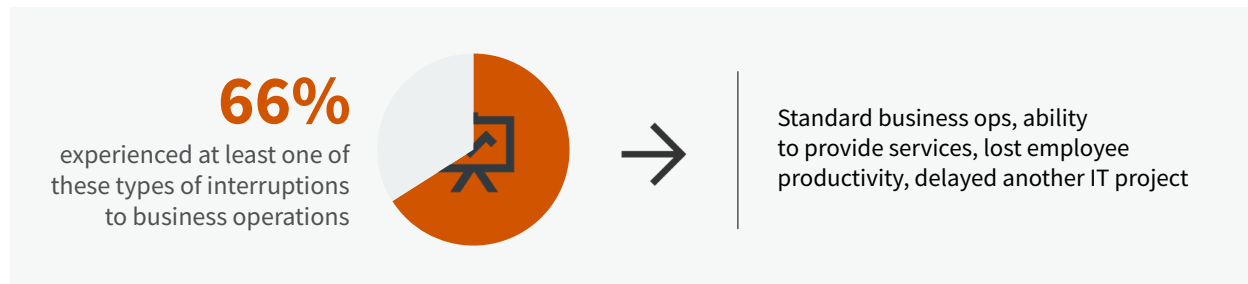 66%
experienced at least one of
these types of interruptions
to business operations
Standard business ops, ability
to provide services, lost employee
productivity, delayed another IT project